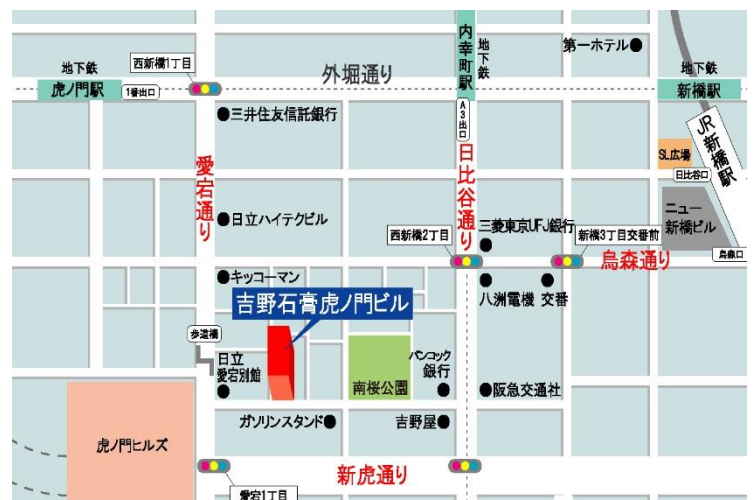 地下鉄
虎ノ門駅
1番出口
西新橋1丁目
外堀通り
内幸町駅
地下鉄
A3出口
第一ホテル
地下鉄
新橋駅
JR新橋駅
三井住友信託銀行
愛宕通り
日比谷通り
SL広場
日比谷口
ニュー
新橋ビル
烏森口
日立ハイテクビル
西新橋2丁目
三菱東京UFJ銀行
新橋3丁目交番前
烏森通り
キッコーマン
八洲電機
交番
吉野石膏虎ノ門ビル
歩道橋
日立
愛宕別館
南桜公園
バンコック
銀行
阪急交通社
ガソリンスタンド
吉野屋
虎ノ門ヒルズ
新虎通り
愛宕1丁目